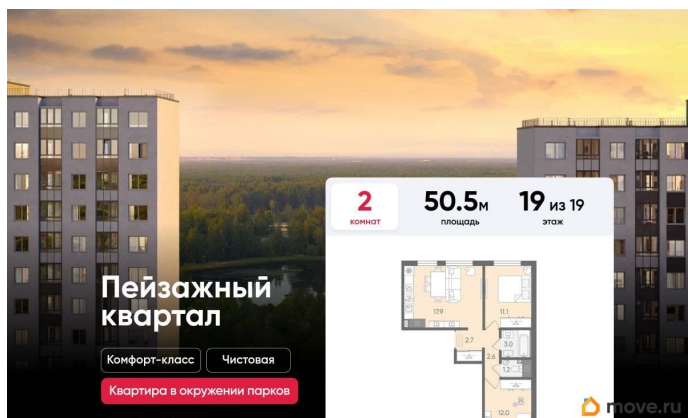 2
комнат
50.5м
площадь
19 из 19
этаж
Пейзажный
квартал
Комфорт-класс
Чистовая
Квартира в окружении парков
17.9
11.1
2.7
2.6
3.0
1.2
12.0
move.ru